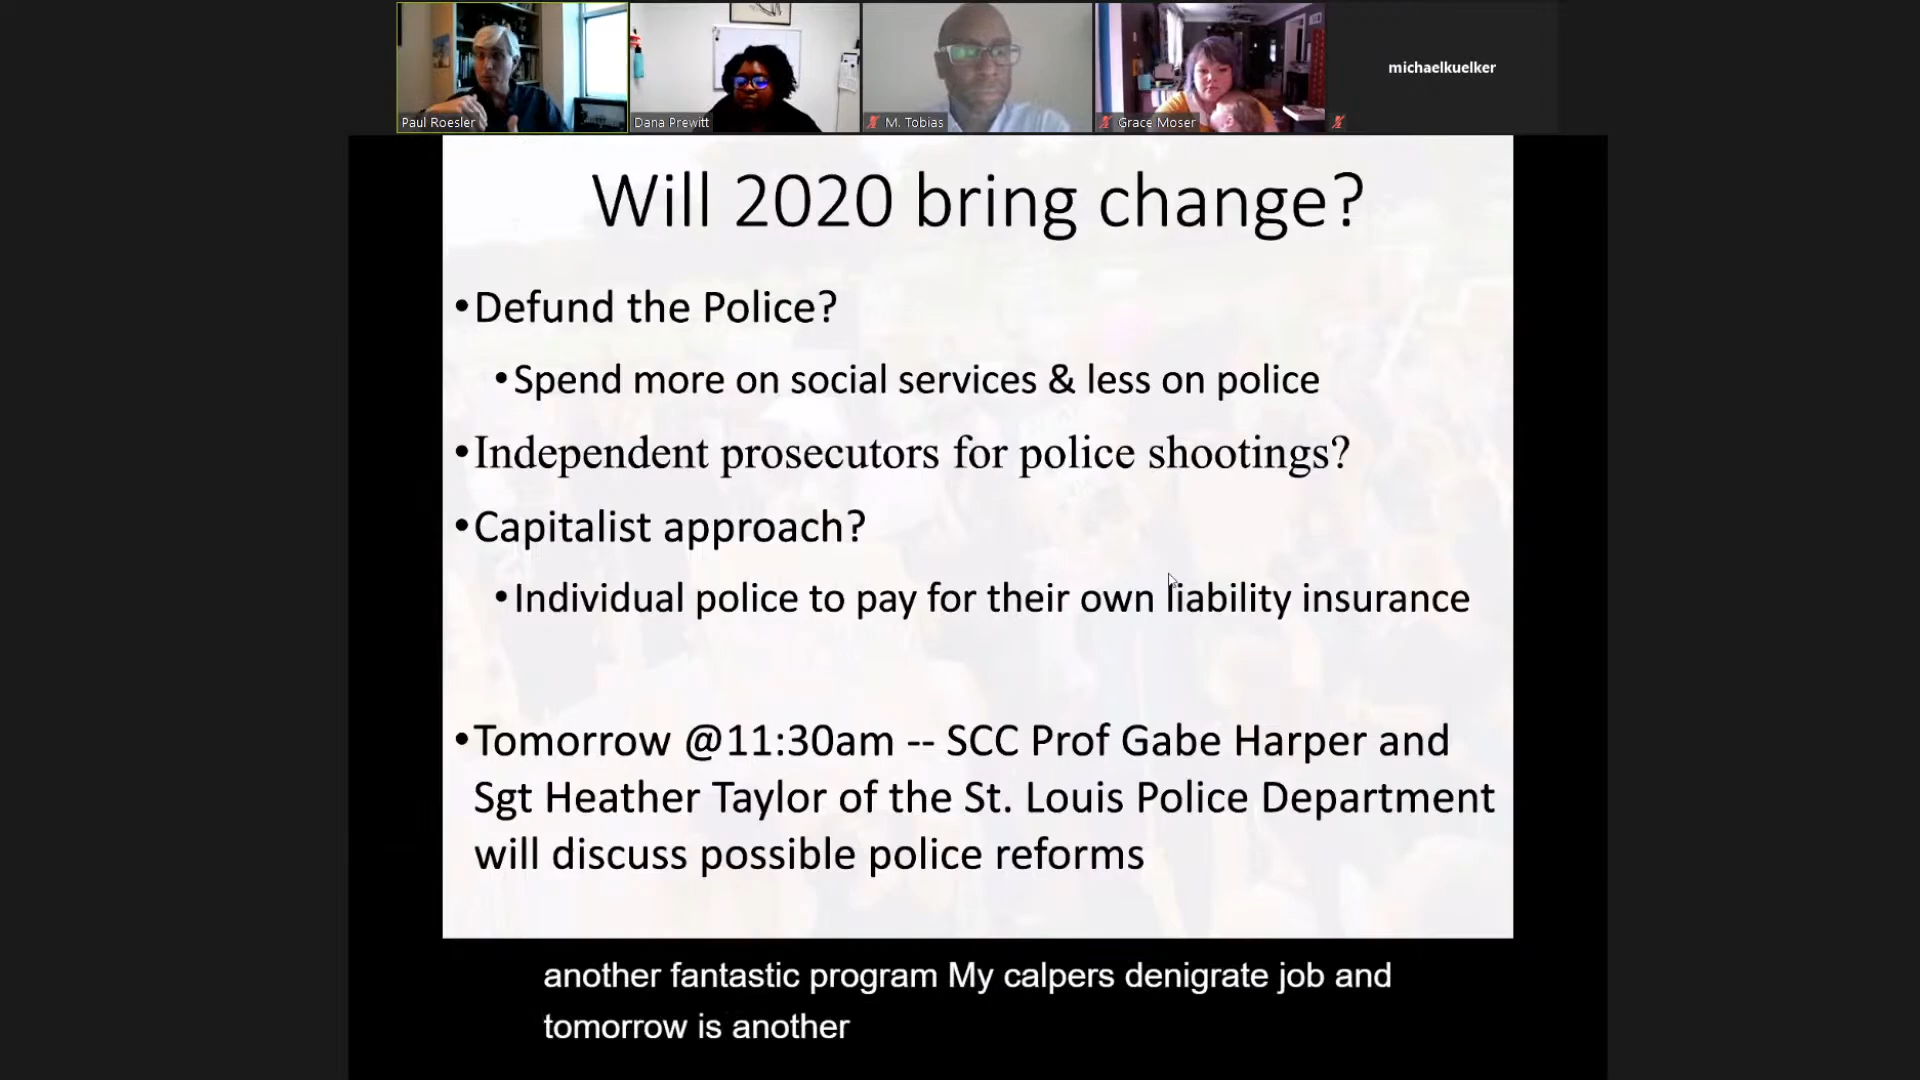 michaelkuelker
Paul Roesler
Dana Prewitt
M. Tobias
Grace Moser
Will 2020 bring change?
•Defund the Police?
•Spend more on social services & less on police
•Independent prosecutors for police shootings?
•Capitalist approach?
•Individual police to pay for their own liability insurance
•Tomorrow @11:30am -- SCC Prof Gabe Harper and
Sgt Heather Taylor of the St. Louis Police Department
will discuss possible police reforms
another fantastic program My calpers denigrate job and
tomorrow is another